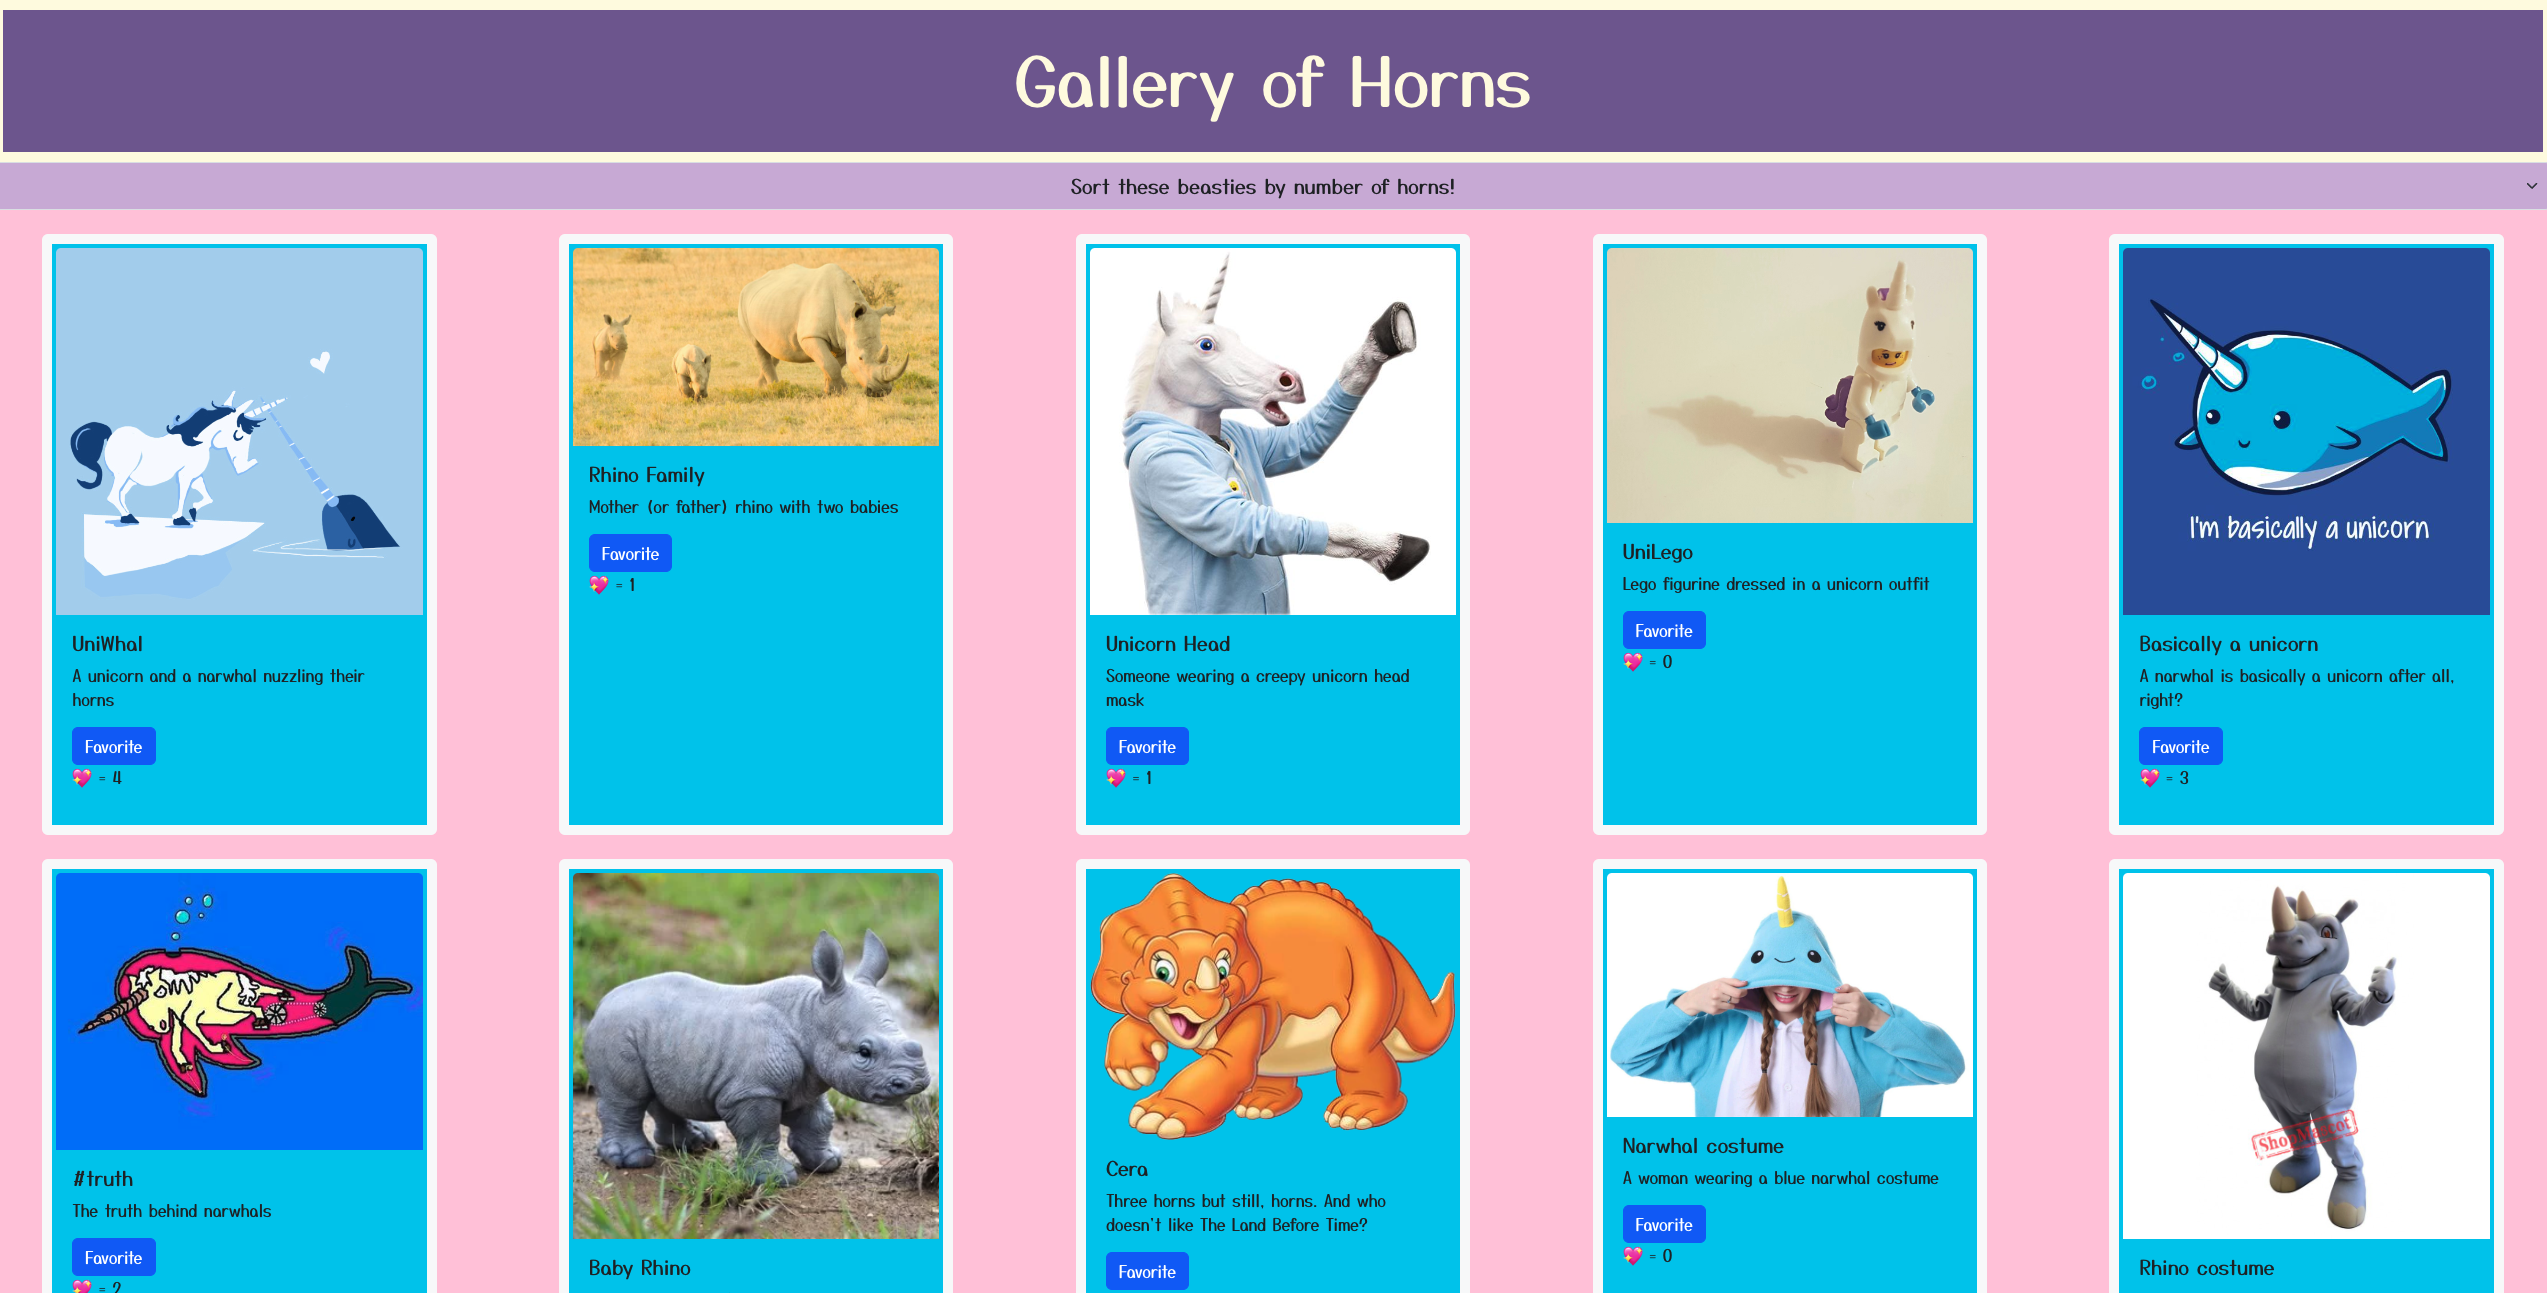 Gallery of Horns
Sort these beasties by number of horns!
UniWhal
A unicorn and a narwhal nuzzling their
horns
Favorite
💖 = 4
Rhino Family
Mother (or father) rhino with two babies
Favorite
💖 = 1
Unicorn Head
Someone wearing a creepy unicorn head
mask
Favorite
💖 = 1
UniLego
Lego figurine dressed in a unicorn outfit
Favorite
💖 = 0
I'm basically a unicorn
Basically a unicorn
A narwhal is basically a unicorn after all,
right?
Favorite
💖 = 3
#truth
The truth behind narwhals
Favorite
💖 = 2
Baby Rhino
Cera
Three horns but still, horns. And who
doesn't like The Land Before Time?
Favorite
Narwhal costume
A woman wearing a blue narwhal costume
Favorite
💖 = 0
ShopMascot
Rhino costume